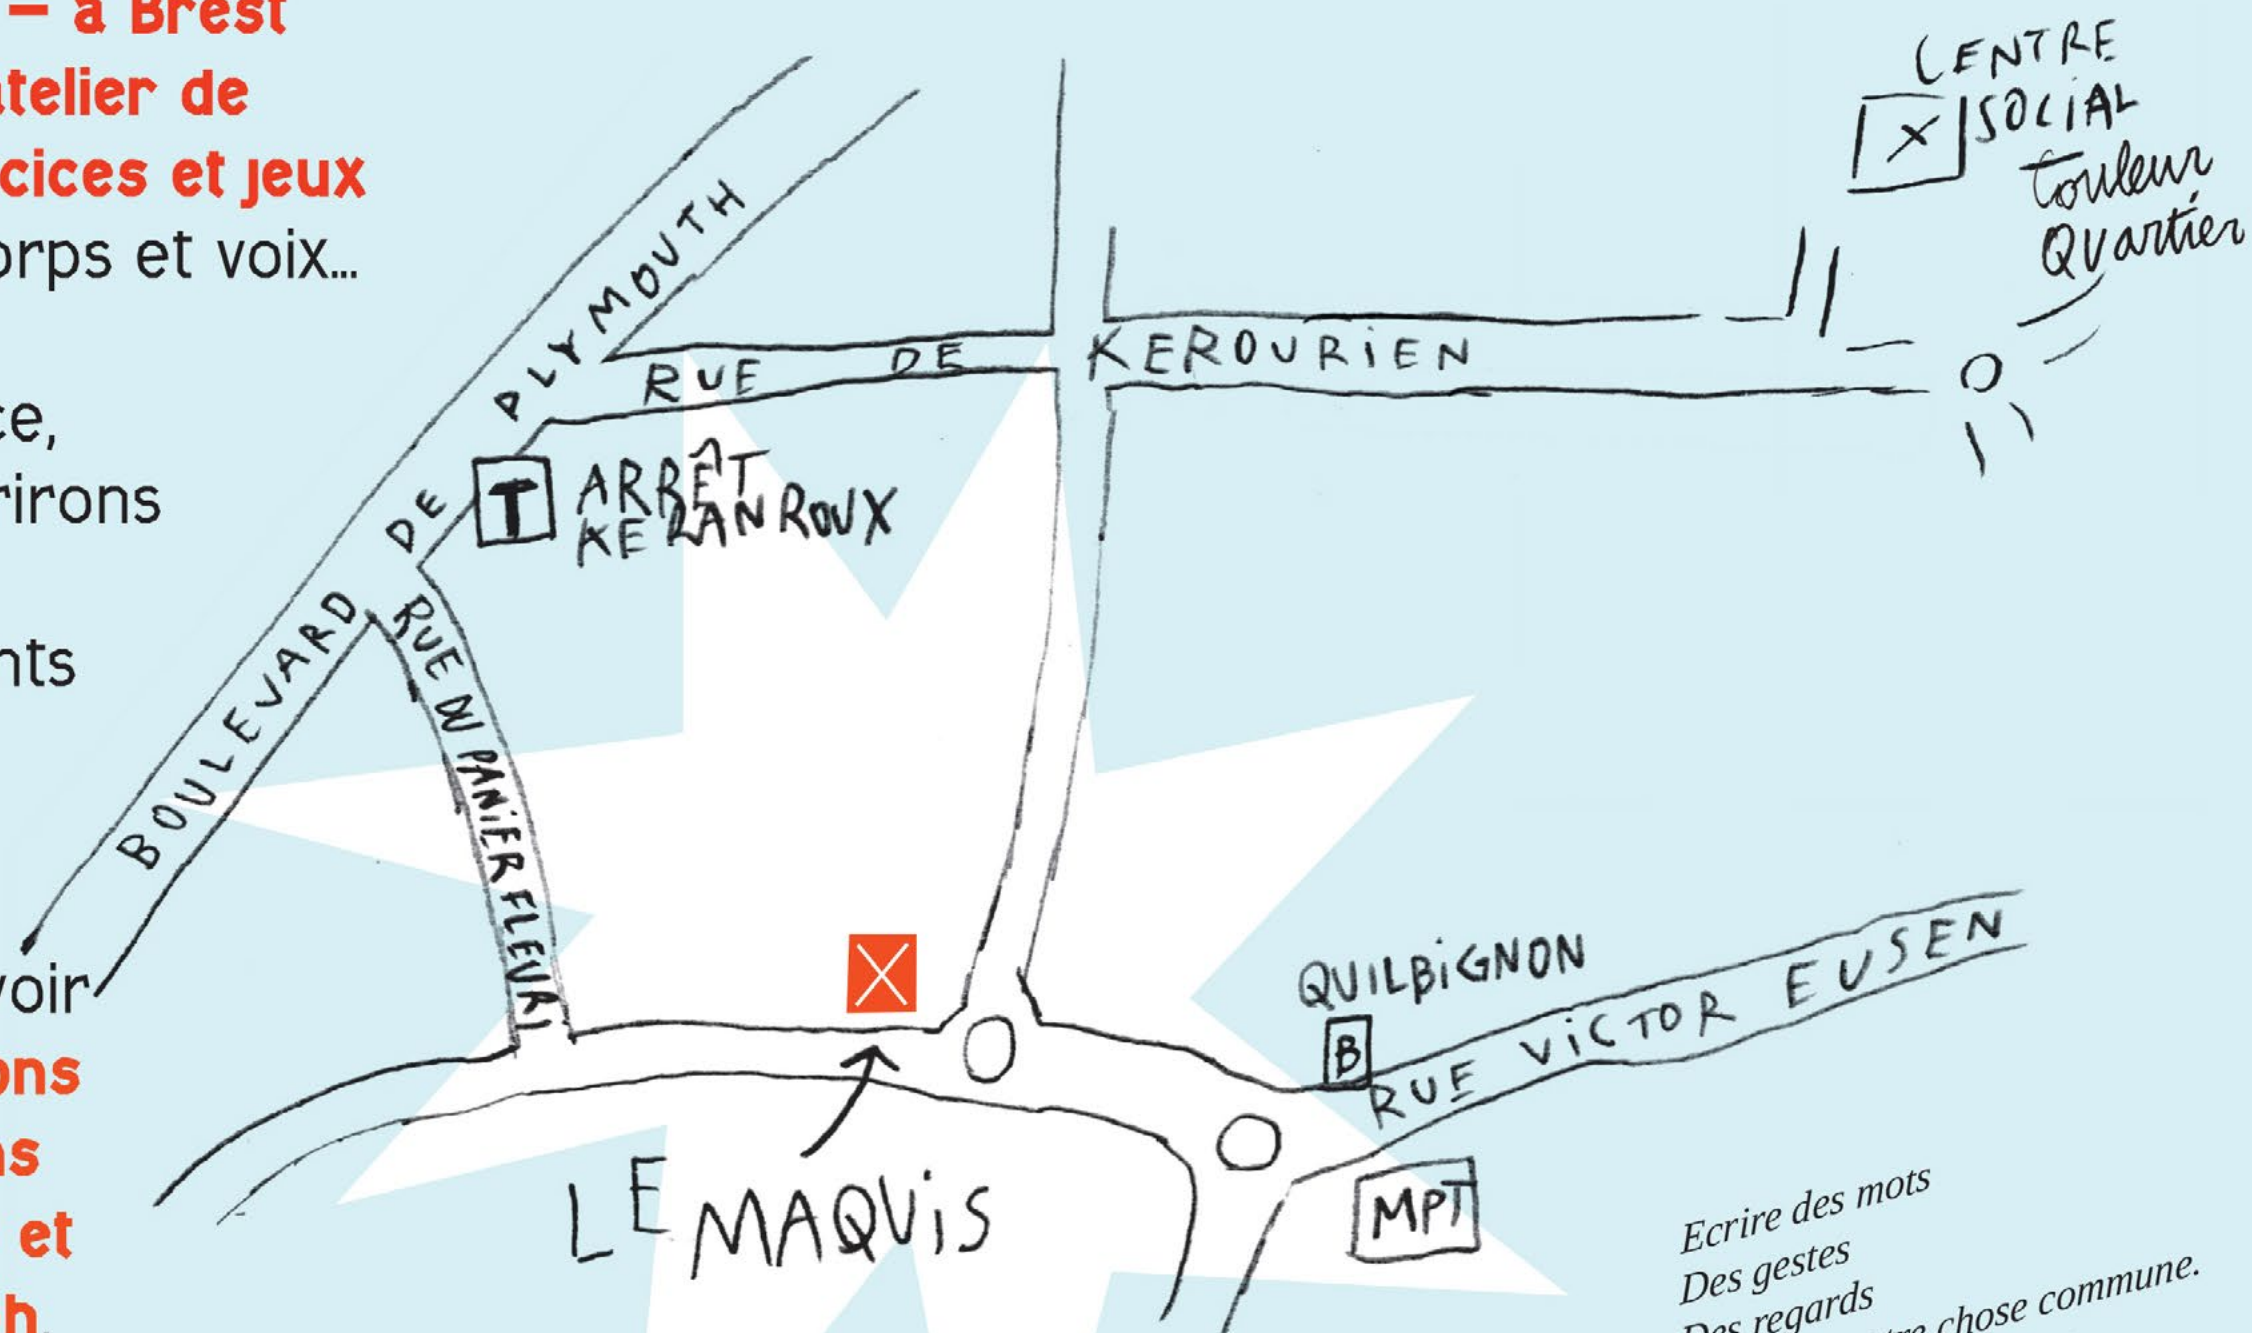 – à Brest
atelier de
cices et jeux
orps et voix...
ce,
rirons
nts
voir
ons
ns
et
h.
CENTRE
SOCIAL
Couleur
Quartier
BOULEVARD DE PLYMOUTH
RUE DE KEROURIEN
T
ARRÊT
KERANROUX
RUE DU PANIER FLEURI
QUILBIGNON
B
RUE VICTOR EUSEN
LE MAQUIS
MPT
Ecrire des mots
Des gestes
Des regards
chose commune.